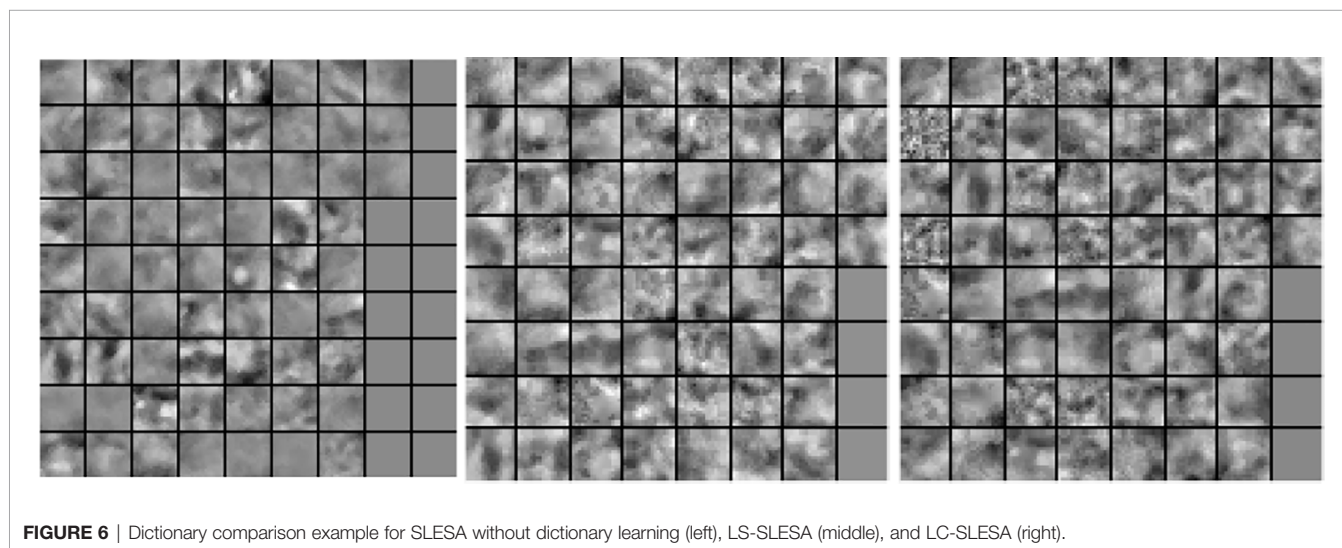 FIGURE 6 | Dictionary comparison example for SLESA without dictionary learning (left), LS-SLESA (middle), and LC-SLESA (right).